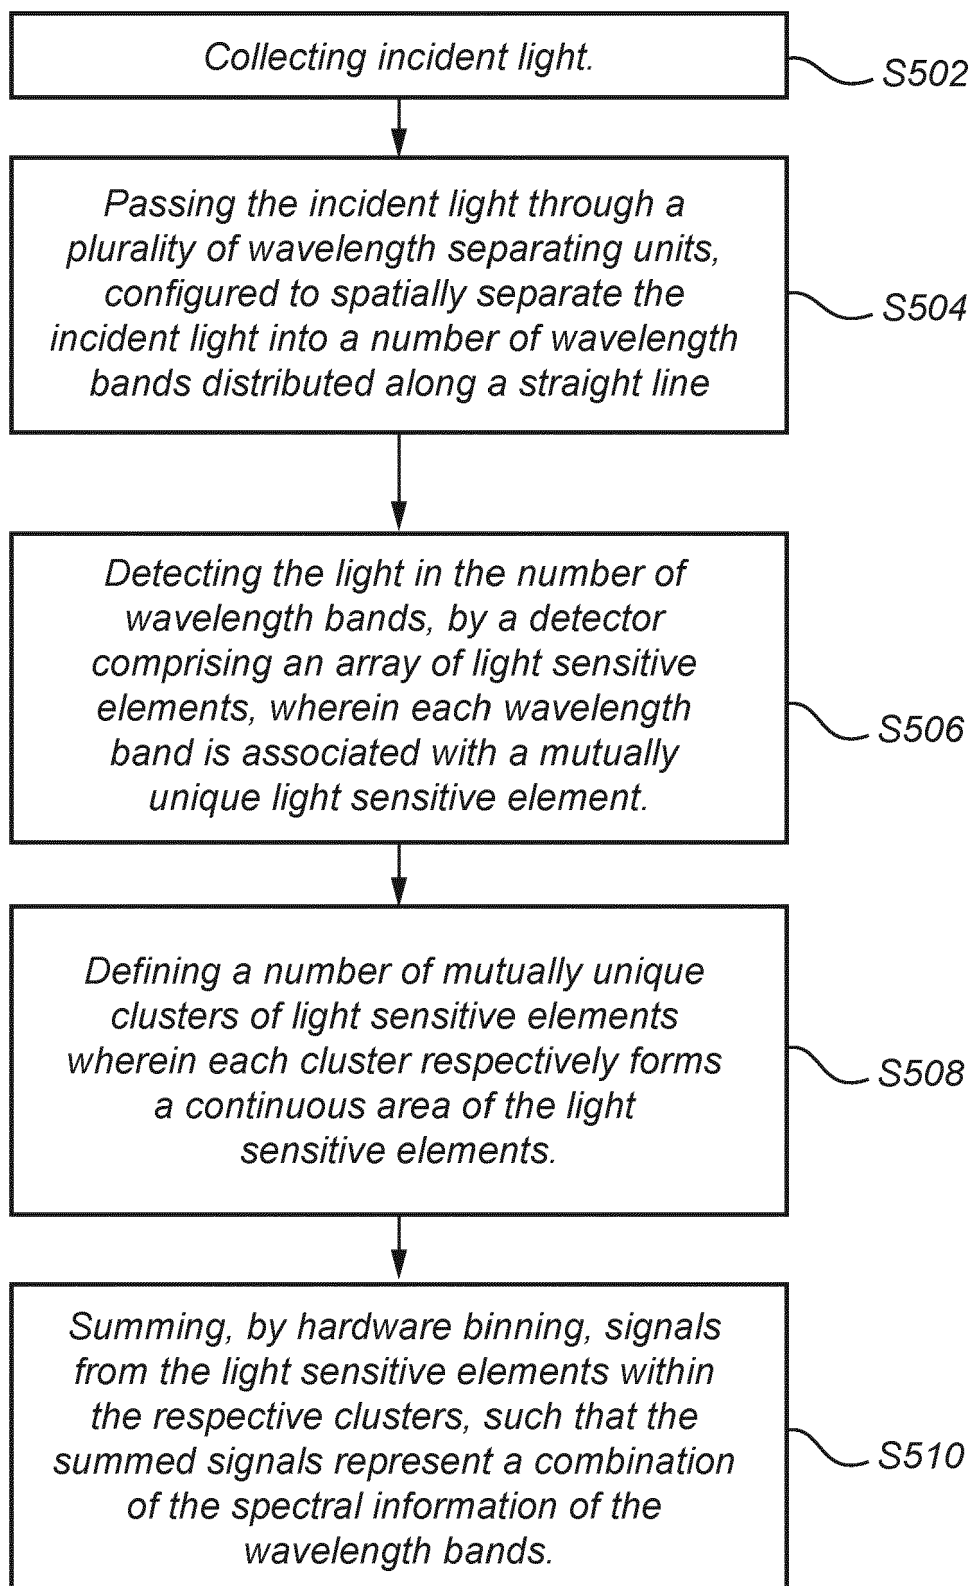 Collecting incident light.
S502
Passing the incident light through a
plurality of wavelength separating units,
configured to spatially separate the
incident light into a number of wavelength
bands distributed along a straight line
S504
Detecting the light in the number of
wavelength bands, by a detector
comprising an array of light sensitive
elements, wherein each wavelength
band is associated with a mutually
unique light sensitive element.
S506
Defining a number of mutually unique
clusters of light sensitive elements
wherein each cluster respectively forms
a continuous area of the light
sensitive elements.
S508
Summing, by hardware binning, signals
from the light sensitive elements within
the respective clusters, such that the
summed signals represent a combination
of the spectral information of the
wavelength bands.
S510